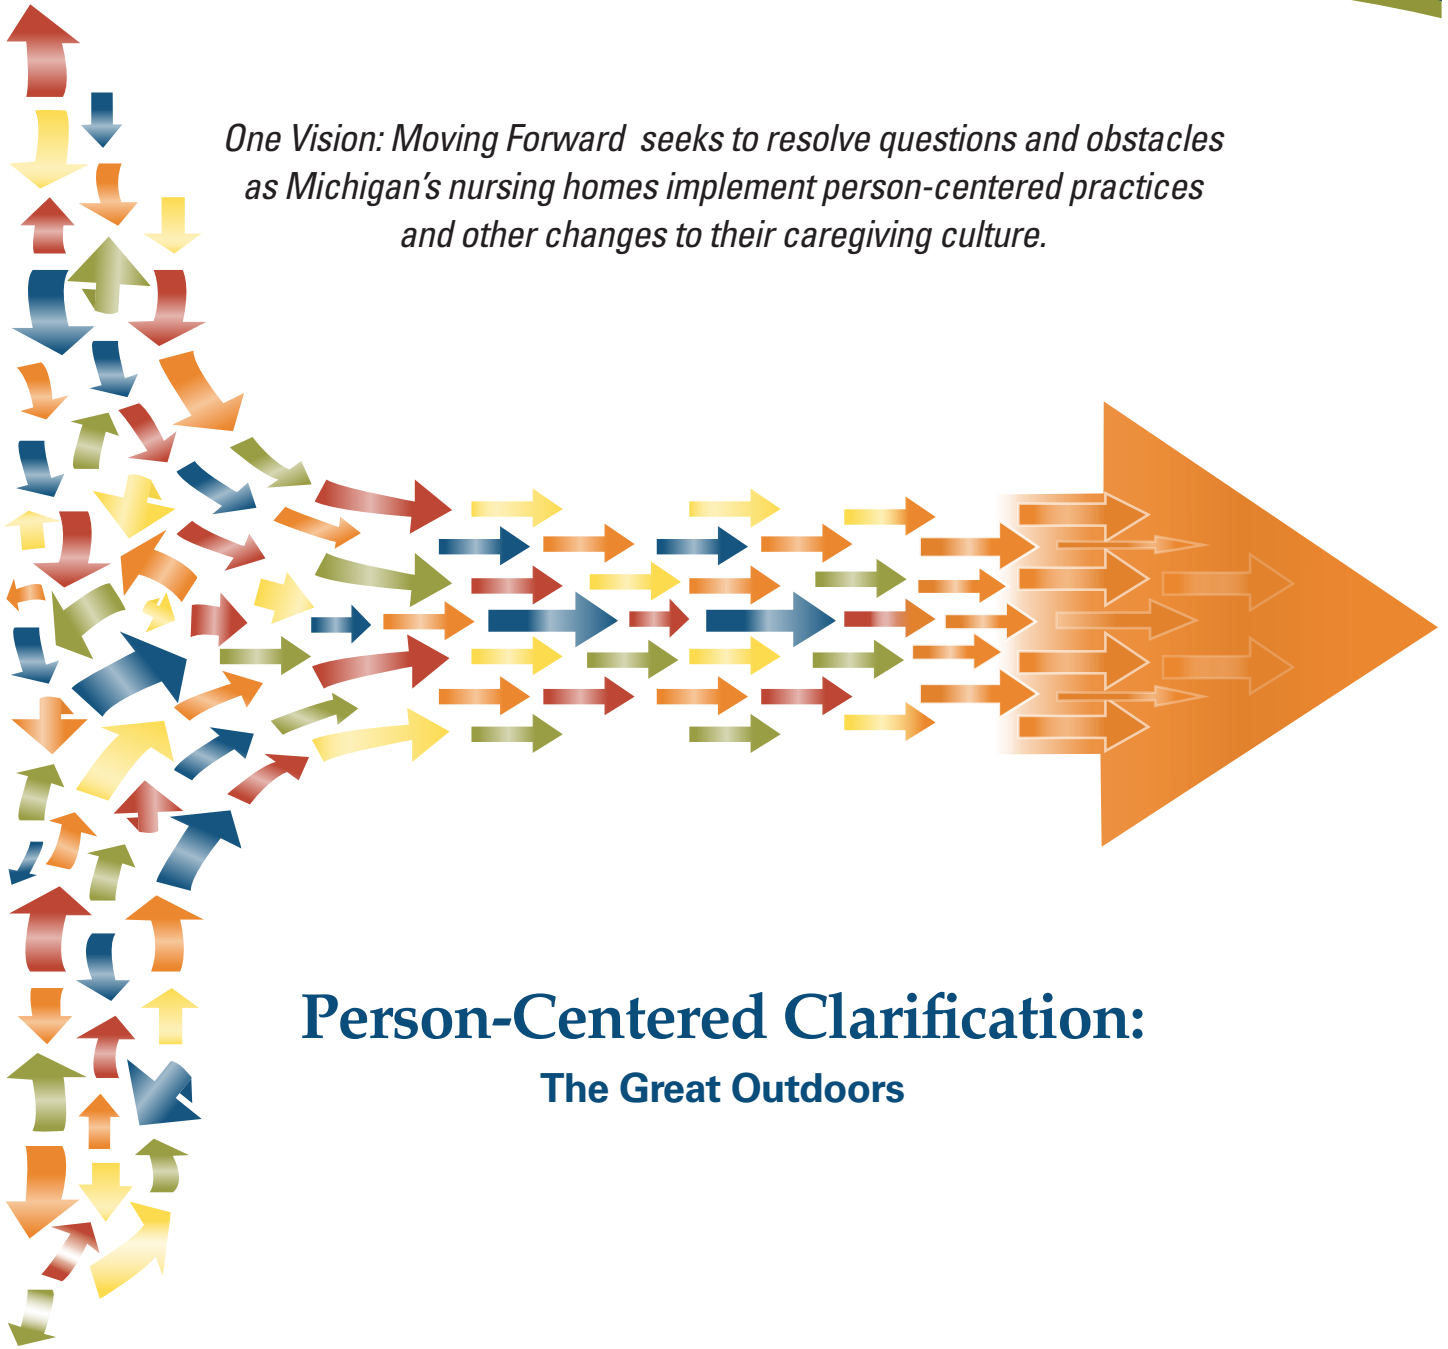 One Vision: Moving Forward seeks to resolve questions and obstacles
as Michigan’s nursing homes implement person-centered practices
and other changes to their caregiving culture.
Person-Centered Clarification:
The Great Outdoors